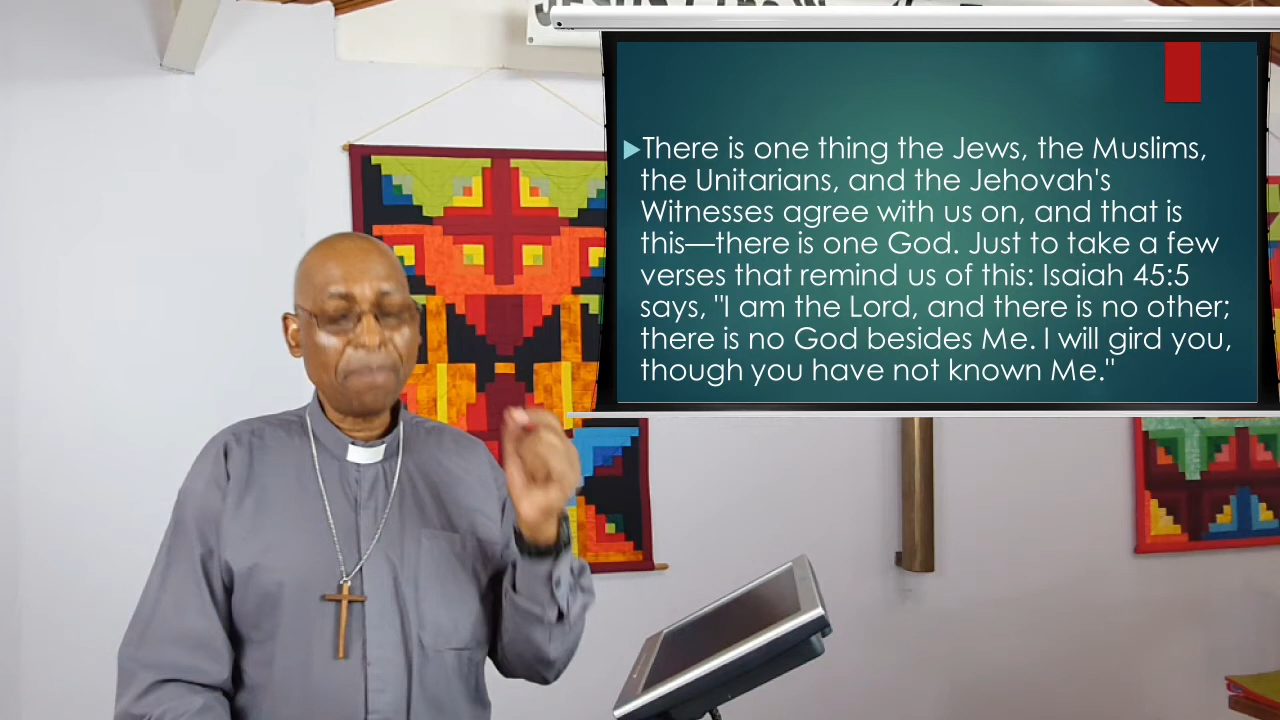 JESUS
There is one thing the Jews, the Muslims,
the Unitarians, and the Jehovah's
Witnesses agree with us on, and that is
this—there is one God. Just to take a few
verses that remind us of this: Isaiah 45:5
says, "I am the Lord, and there is no other;
there is no God besides Me. I will gird you,
though you have not known Me."